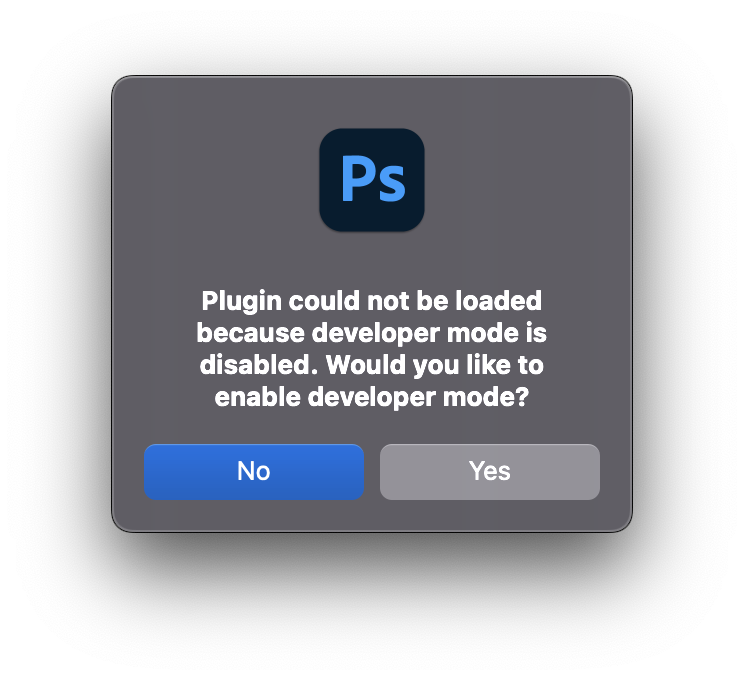 Ps
Plugin could not be loaded
because developer mode is
disabled. Would you like to
enable developer mode?
No
Yes